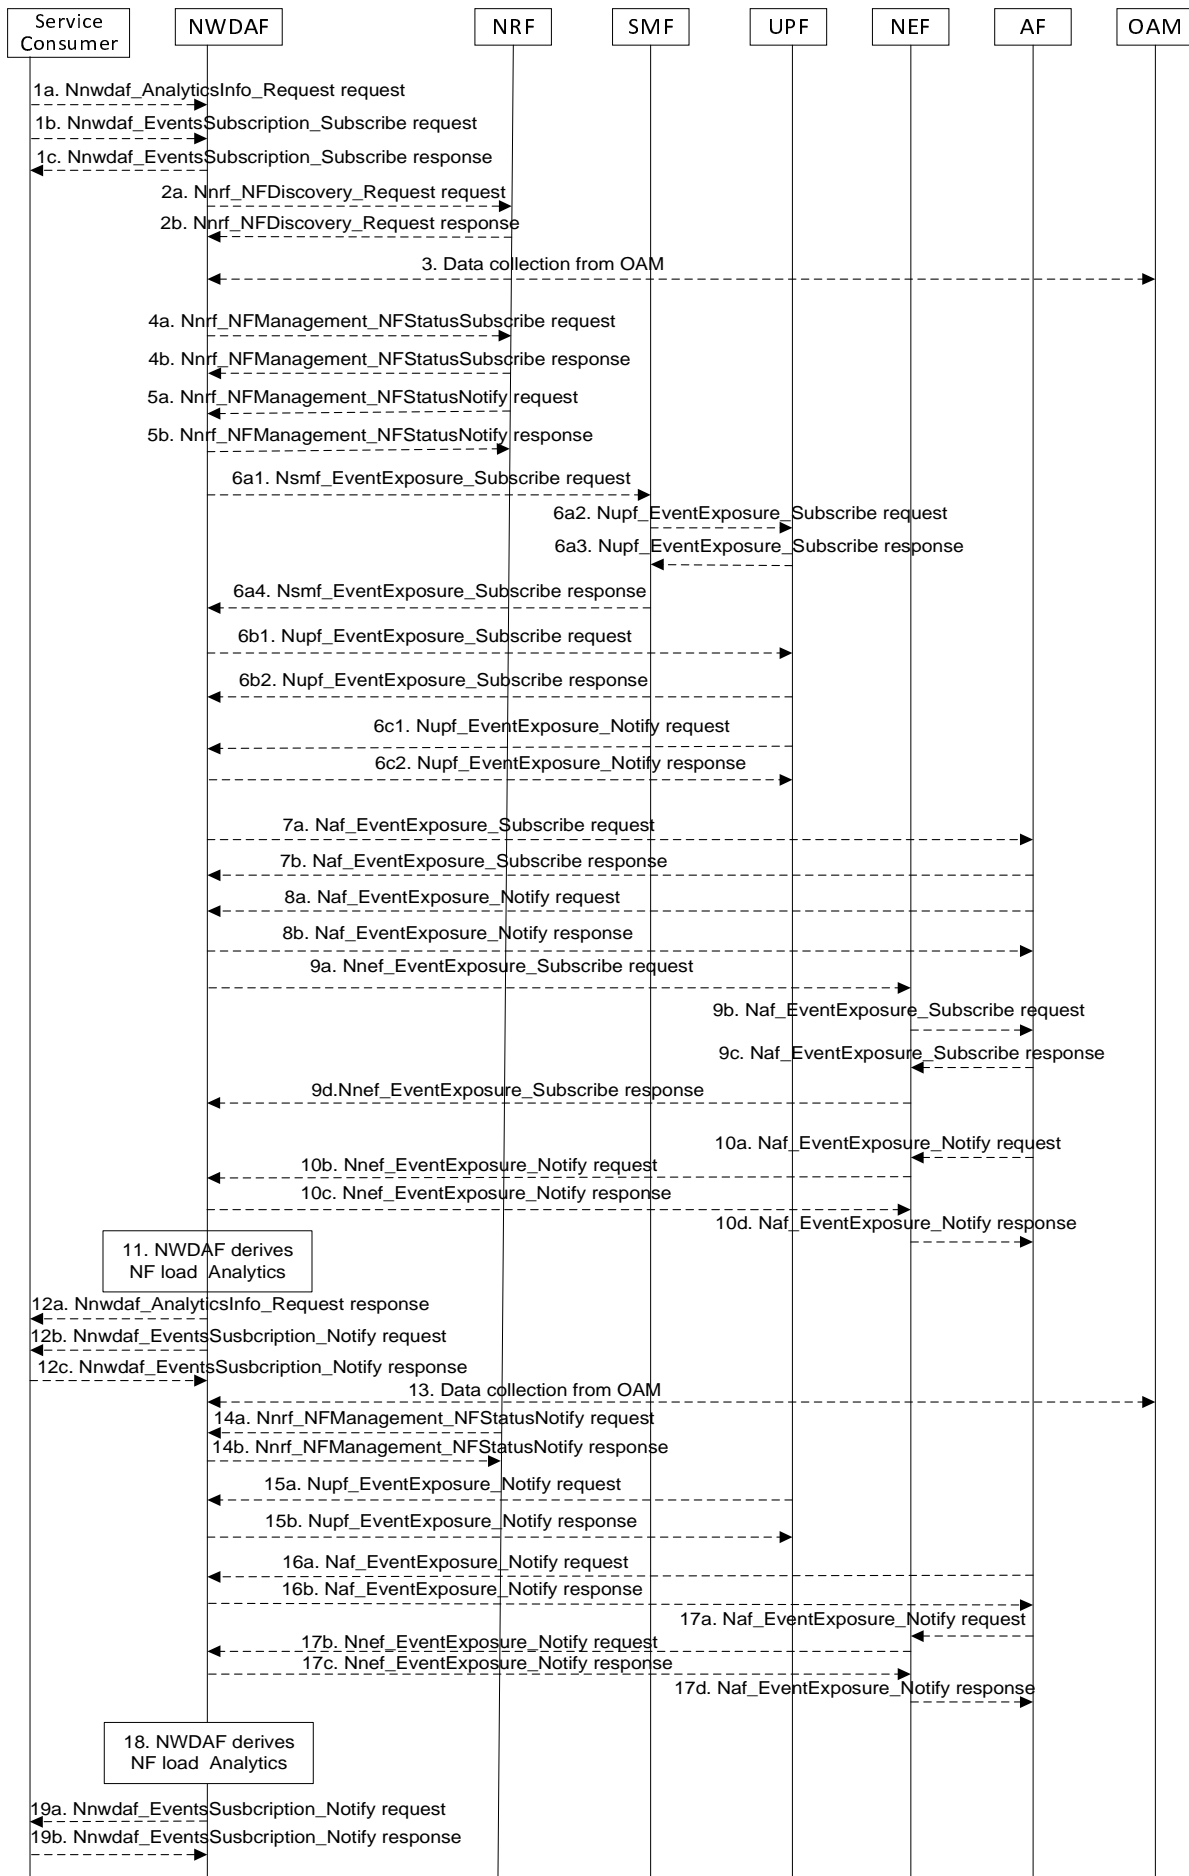 Service
Consumer
NWDAF
NRF
SMF
UPF
NEF
AF
OAM
1a. Nnwdaf_AnalyticsInfo_Request request
1b. Nnwdaf_EventsSubscription_Subscribe request
1c. Nnwdaf_EventsSubscription_Subscribe response
2a. Nnrf_NFDiscovery_Request request
2b. Nnrf_NFDiscovery_Request response
3. Data collection from OAM
4a. Nnrf_NFManagement_NFStatusSubscribe request
4b. Nnrf_NFManagement_NFStatusSubscribe response
5a. Nnrf_NFManagement_NFStatusNotify request
5b. Nnrf_NFManagement_NFStatusNotify response
6a1. Nsmf_EventExposure_Subscribe request
6a2. Nupf_EventExposure_Subscribe request
6a3. Nupf_EventExposure_Subscribe response
6a4. Nsmf_EventExposure_Subscribe response
6b1. Nupf_EventExposure_Subscribe request
6b2. Nupf_EventExposure_Subscribe response
6c1. Nupf_EventExposure_Notify request
6c2. Nupf_EventExposure_Notify response
7a. Naf_EventExposure_Subscribe request
7b. Naf_EventExposure_Subscribe response
8a. Naf_EventExposure_Notify request
8b. Naf_EventExposure_Notify response
9a. Nnef_EventExposure_Subscribe request
9b. Naf_EventExposure_Subscribe request
9c. Naf_EventExposure_Subscribe response
9d.Nnef_EventExposure_Subscribe response
10a. Naf_EventExposure_Notify request
10b. Nnef_EventExposure_Notify request
10c. Nnef_EventExposure_Notify response
10d. Naf_EventExposure_Notify response
11. NWDAF derives
NF load Analytics
12a. Nnwdaf_AnalyticsInfo_Request response
12b. Nnwdaf_EventsSusbcription_Notify request
12c. Nnwdaf_EventsSusbcription_Notify response
13. Data collection from OAM
14a. Nnrf_NFManagement_NFStatusNotify request
14b. Nnrf_NFManagement_NFStatusNotify response
15a. Nupf_EventExposure_Notify request
15b. Nupf_EventExposure_Notify response
16a. Naf_EventExposure_Notify request
16b. Naf_EventExposure_Notify response
17a. Naf_EventExposure_Notify request
17b. Nnef_EventExposure_Notify request
17c. Nnef_EventExposure_Notify response
17d. Naf_EventExposure_Notify response
18. NWDAF derives
NF load Analytics
19a. Nnwdaf_EventsSusbcription_Notify request
19b. Nnwdaf_EventsSusbcription_Notify response